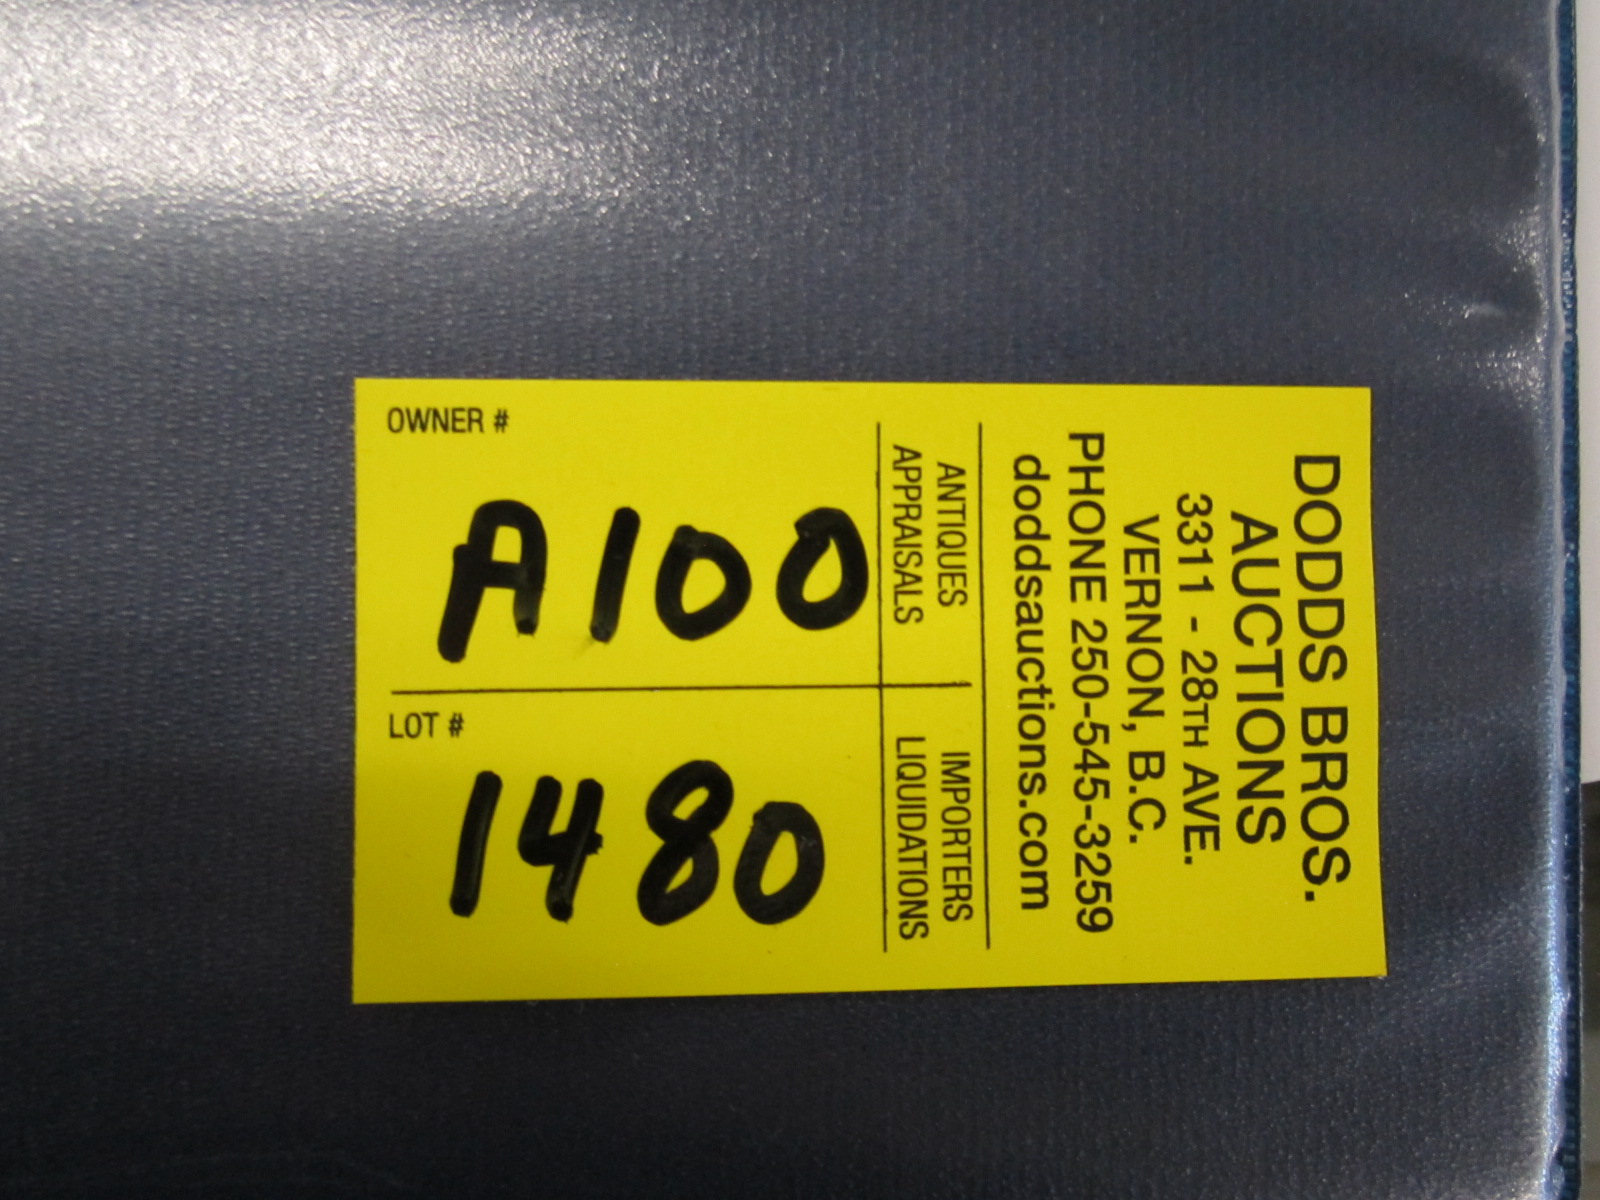 DODDS BROS.
AUCTIONS
3311 - 28TH AVE.
VERNON, B.C.
PHONE 250-545-3259
doddsauctions.com
ANTIQUES
APPRAISALS
IMPORTERS
LIQUIDATIONS
OWNER #
A100
LOT #
1480